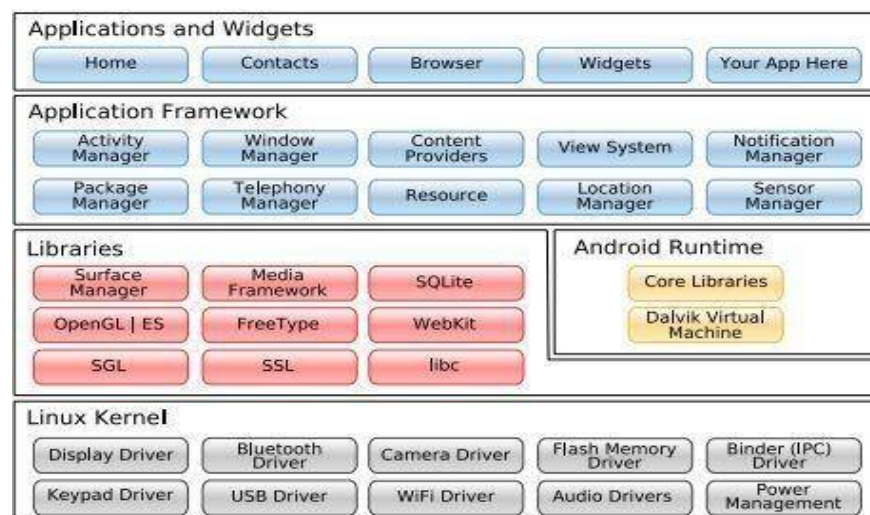 Applications and Widgets
Home
Contacts
Browser
Widgets
Your App Here
Application Framework
Activity
Manager
Window
Manager
Content
Providers
View System
Notification
Manager
Package
Manager
Telephony
Manager
Resource
Location
Manager
Sensor
Manager
Libraries
Surface
Manager
Media
Framework
SQLite
OpenGL | ES
FreeType
WebKit
SGL
SSL
libc
Android Runtime
Core Libraries
Dalvik Virtual
Machine
Linux Kernel
Display Driver
Bluetooth
Driver
Camera Driver
Flash Memory
Driver
Binder (IPC)
Driver
Keypad Driver
USB Driver
WiFi Driver
Audio Drivers
Power
Management